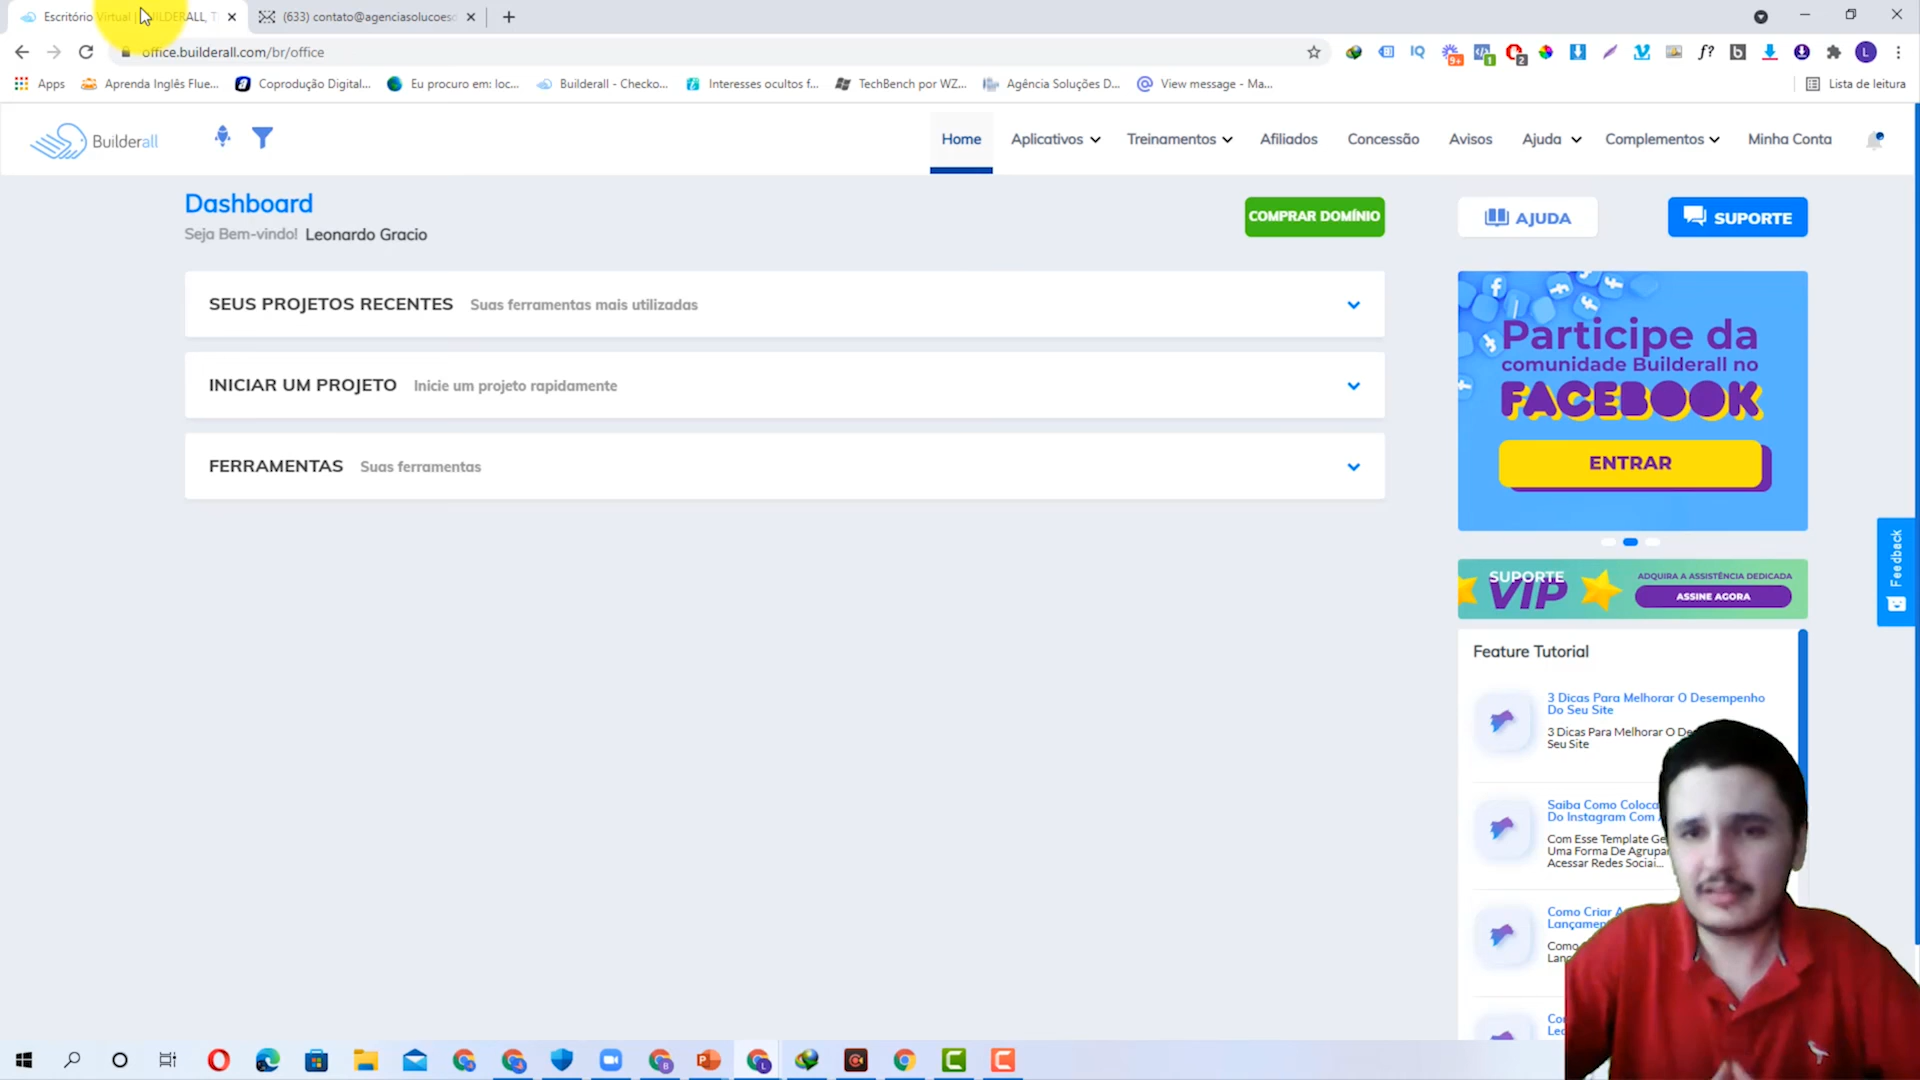 Escritório Virtual | BUILDERALL, T
(633) contato@agenciasolucoesd
office.builderall.com/br/office
Apps
Aprenda Inglês Flue...
Coprodução Digital...
Eu procuro em: loc...
Builderall - Checko...
Interesses ocultos f...
TechBench por WZ...
Agência Soluções D...
View message - Ma...
Lista de leitura
Builderall
Home
Aplicativos
Treinamentos
Afiliados
Concessão
Avisos
Ajuda
Complementos
Minha Conta
Dashboard
Seja Bem-vindo! Leonardo Gracio
COMPRAR DOMÍNIO
AJUDA
SUPORTE
SEUS PROJETOS RECENTES Suas ferramentas mais utilizadas
INICIAR UM PROJETO Inicie um projeto rapidamente
FERRAMENTAS Suas ferramentas
Participe da
comunidade Builderall no
FACEBOOK
ENTRAR
Feedback
SUPORTE
VIP
ADQUIRA A ASSISTÊNCIA DEDICADA
ASSINE AGORA
Feature Tutorial
3 Dicas Para Melhorar O Desempenho
Do Seu Site
3 Dicas Para Melhorar O De
Seu Site
Saiba Como Coloca
Do Instagram Com
Com Esse Template Ge
Uma Forma De Agrupa
Acessar Redes Sociai...
Como Criar A
Lançamen
Como
Lanç